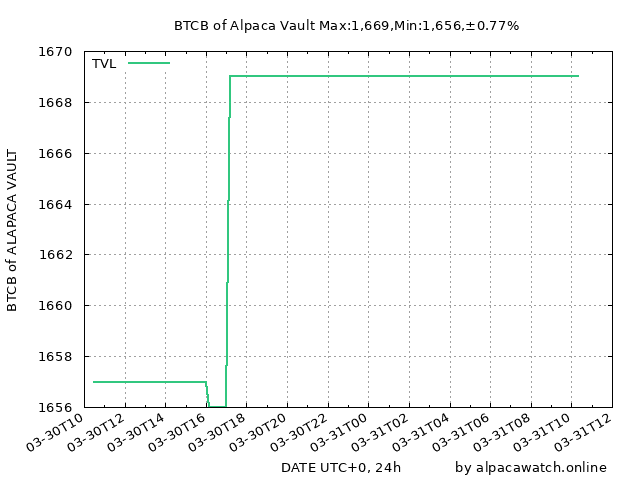 BTCB of Alpaca Vault Max:1,669,Min:1,656,±0.77%
TVL
1670
1668
1666
1664
1662
1660
1658
1656
BTCB of ALAPACA VAULT
03-30T10
03-30T12
03-30T14
03-30T16
03-30T18
03-30T20
03-30T22
03-31T00
03-31T02
03-31T04
03-31T06
03-31T08
03-31T10
03-31T12
DATE UTC+0, 24h
by alpacawatch.online